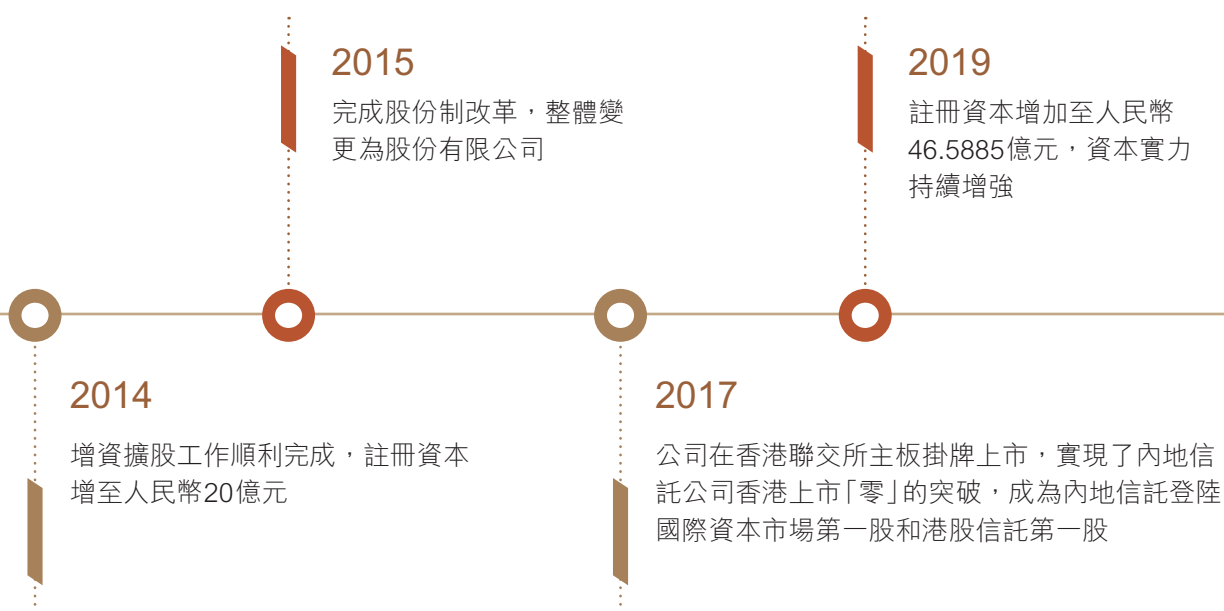 2015
完成股份制改革，整體變
更為股份有限公司
2019
註冊資本增加至人民幣
46.5885億元，資本實力
持續增強
2014
增資擴股工作順利完成，註冊資本
增至人民幣20億元
2017
公司在香港聯交所主板掛牌上市，實現了內地信
託公司香港上市「零」的突破，成為內地信託登陸
國際資本市場第一股和港股信託第一股